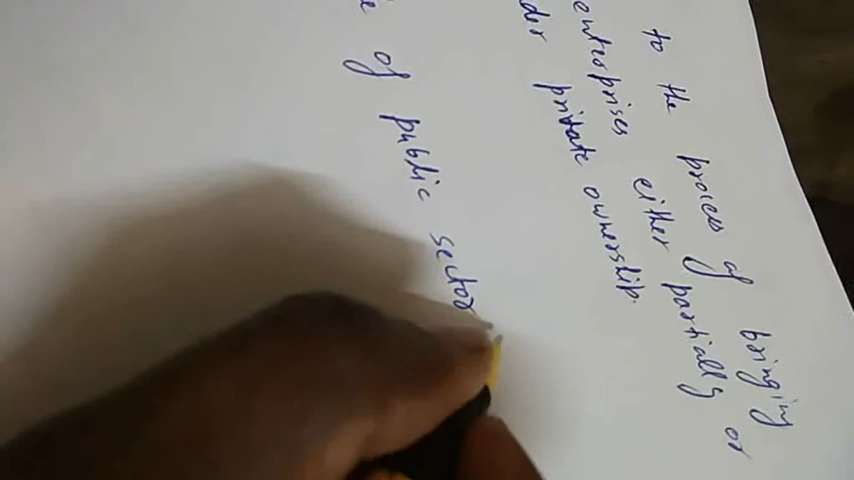 to the process of bringing
enterprises either partially or
der private ownership.
e of public sector